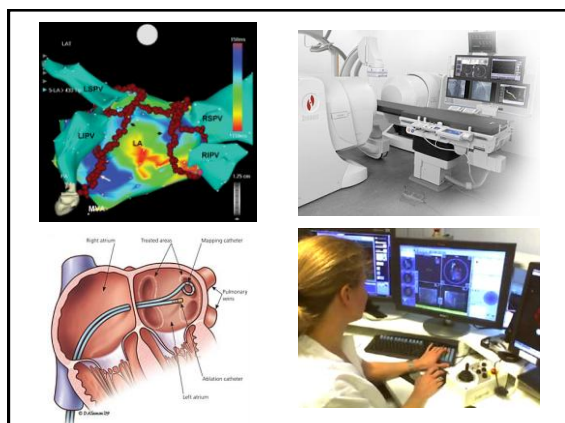 LAT
LSPV
RSPV
LIPV
LA
RIPV
MVA
1.25 cm
Right atrium
Treated areas
Mapping catheter
Pulmonary
veins
Ablation catheter
Left atrium